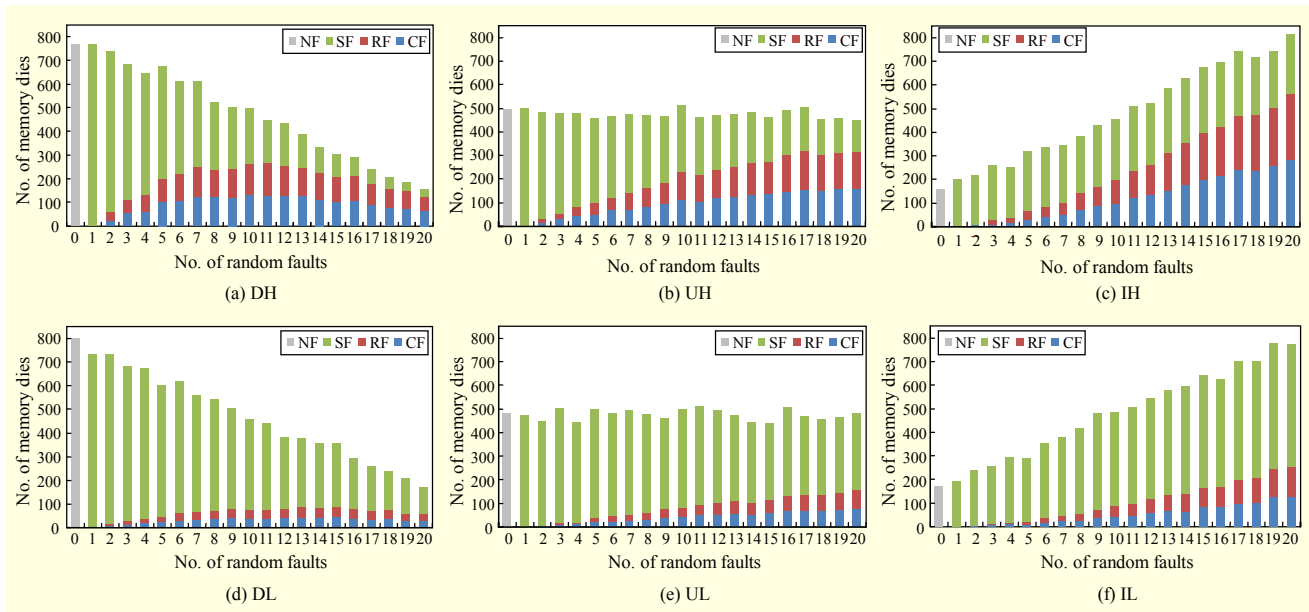 NF SF RF CF
No. of memory dies
800
700
600
500
400
300
200
100
0
0 1 2 3 4 5 6 7 8 9 10 11 12 13 14 15 16 17 18 19 20
No. of random faults
(a) DH
NF SF RF CF
No. of memory dies
800
700
600
500
400
300
200
100
0
0 1 2 3 4 5 6 7 8 9 10 11 12 13 14 15 16 17 18 19 20
No. of random faults
(b) UH
NF SF RF CF
No. of memory dies
800
700
600
500
400
300
200
100
0
0 1 2 3 4 5 6 7 8 9 10 11 12 13 14 15 16 17 18 19 20
No. of random faults
(c) IH
NF SF RF CF
No. of memory dies
800
700
600
500
400
300
200
100
0
0 1 2 3 4 5 6 7 8 9 10 11 12 13 14 15 16 17 18 19 20
No. of random faults
(d) DL
NF SF RF CF
No. of memory dies
800
700
600
500
400
300
200
100
0
0 1 2 3 4 5 6 7 8 9 10 11 12 13 14 15 16 17 18 19 20
No. of random faults
(e) UL
NF SF RF CF
No. of memory dies
800
700
600
500
400
300
200
100
0
0 1 2 3 4 5 6 7 8 9 10 11 12 13 14 15 16 17 18 19 20
No. of random faults
(f) IL